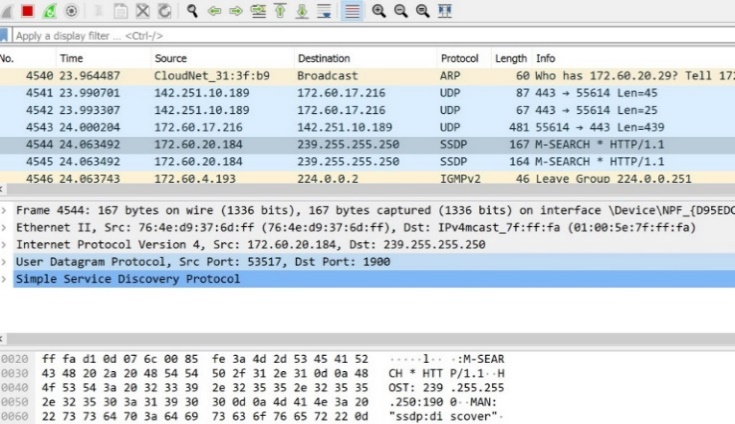 Apply a display filter ... <Ctrl-/>
No. Time Source Destination Protocol Length Info
4540 23.964487 CloudNet_31:3f:b9 Broadcast ARP 60 Who has 172.60.20.29? Tell 172
4541 23.990701 142.251.10.189 172.60.17.216 UDP 87 443 → 55614 Len=45
4542 23.993307 142.251.10.189 172.60.17.216 UDP 67 443 → 55614 Len=25
4543 24.000204 172.60.17.216 142.251.10.189 UDP 481 55614 → 443 Len=439
4544 24.063492 172.60.20.184 239.255.255.250 SSDP 167 M-SEARCH * HTTP/1.1
4545 24.063492 172.60.20.184 239.255.255.250 SSDP 164 M-SEARCH * HTTP/1.1
4546 24.063743 172.60.4.193 224.0.0.2 IGMPv2 46 Leave Group 224.0.0.251
> Frame 4544: 167 bytes on wire (1336 bits), 167 bytes captured (1336 bits) on interface \Device\NPF_{D95EDC
> Ethernet II, Src: 76:4e:d9:37:6d:ff (76:4e:d9:37:6d:ff), Dst: IPv4mcast_7f:ff:fa (01:00:5e:7f:ff:fa)
> Internet Protocol Version 4, Src: 172.60.20.184, Dst: 239.255.255.250
> User Datagram Protocol, Src Port: 53517, Dst Port: 1900
> Simple Service Discovery Protocol
0020 ff fa d1 0d 07 6c 00 85 fe 3a 4d 2d 53 45 41 52 ·····l·· ·:M-SEAR
0030 43 48 20 2a 20 48 54 54 50 2f 31 2e 31 0d 0a 48 CH * HTT P/1.1··H
0040 4f 53 54 3a 20 32 33 39 2e 32 35 35 2e 32 35 35 OST: 239 .255.255
0050 2e 32 35 30 3a 31 39 30 30 0d 0a 4d 41 4e 3a 20 .250:190 0··MAN:
0060 22 73 73 64 70 3a 64 69 73 63 6f 76 65 72 22 0d "ssdp:di scover"·